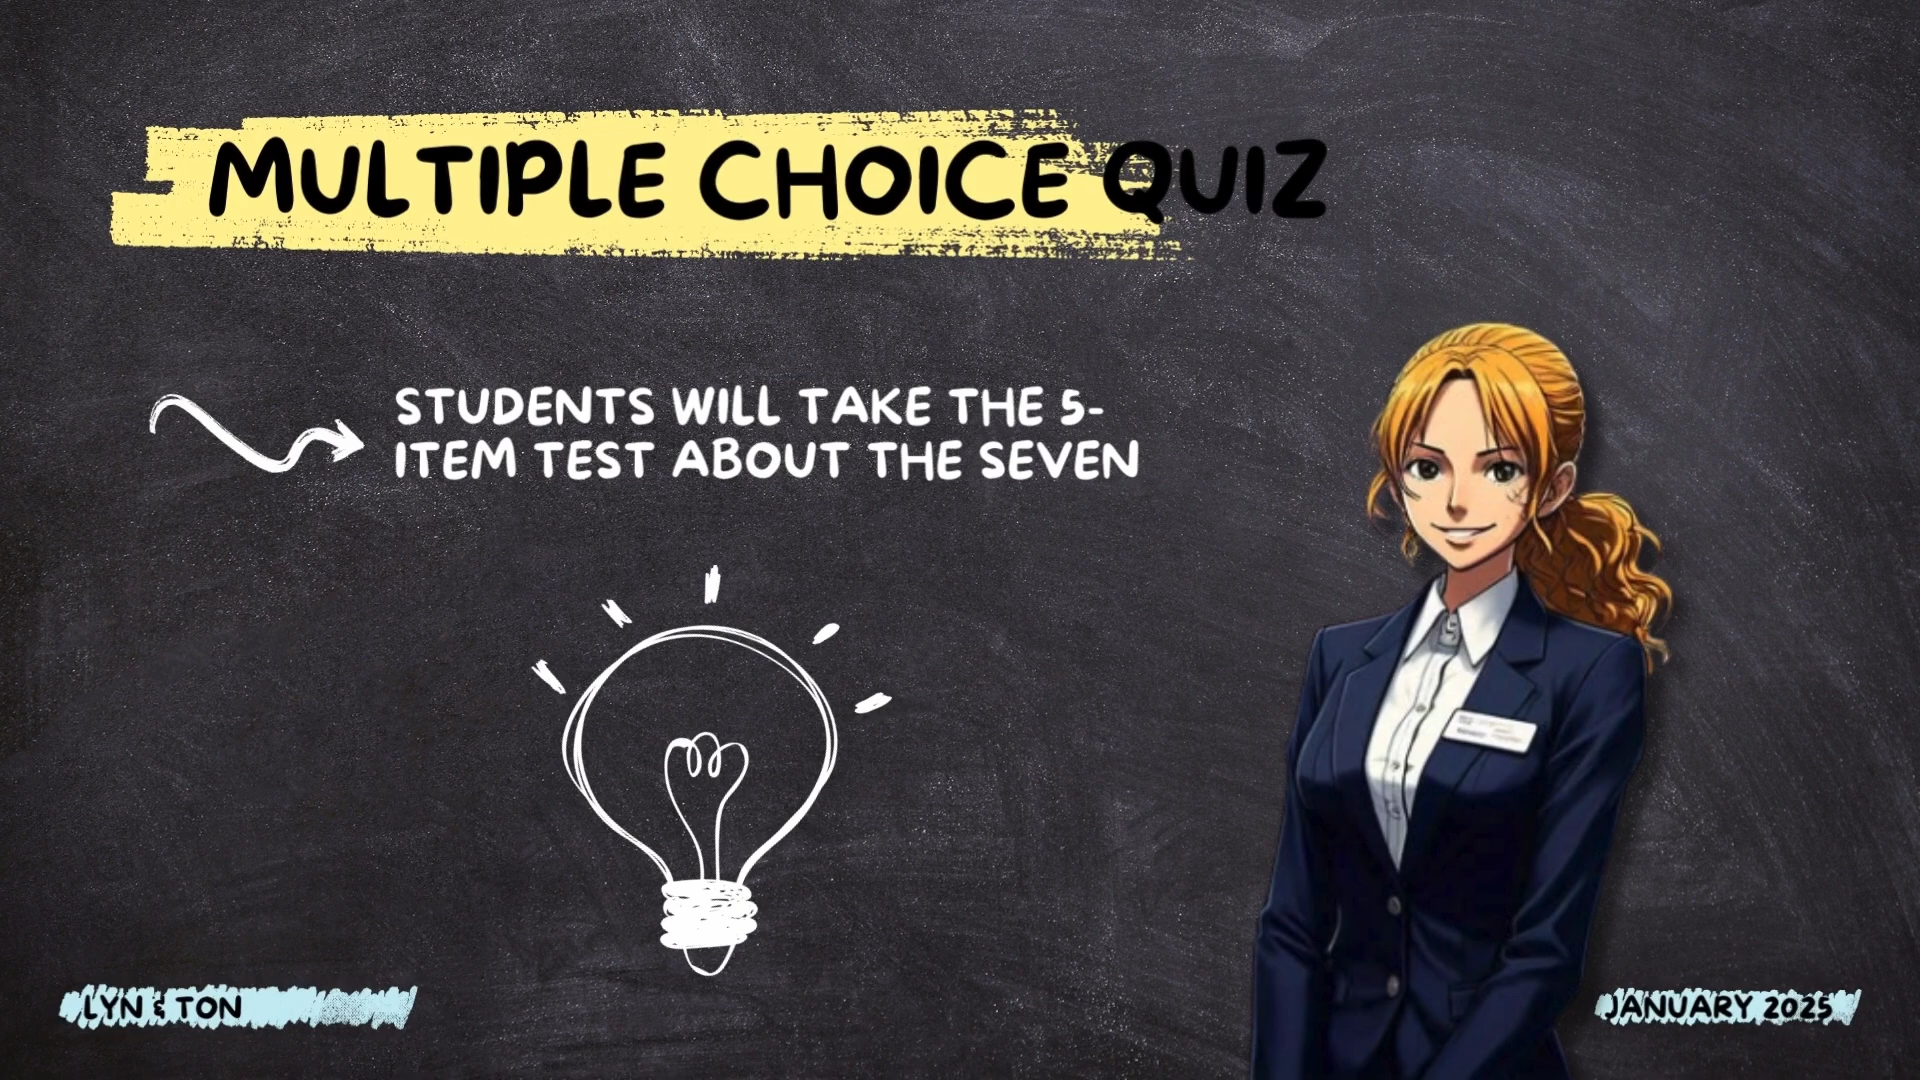 MULTIPLE CHOICE QUIZ
STUDENTS WILL TAKE THE 5-
ITEM TEST ABOUT THE SEVEN
LYN & TON
JANUARY 2025